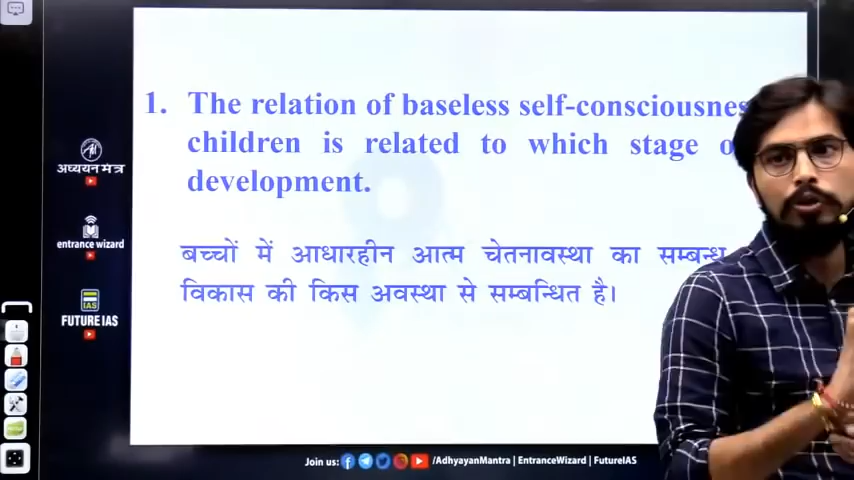 1. The relation of baseless self-consciousnes
children is related to which stage o
development.
बच्चों में आधारहीन आत्म चेतनावस्था का सम्बन्ध
विकास की किस अवस्था से सम्बन्धित है।
अध्ययन मंत्र
entrance wizard
FUTURE IAS
Join us: /AdhyayanMantra | EntranceWizard | FutureIAS